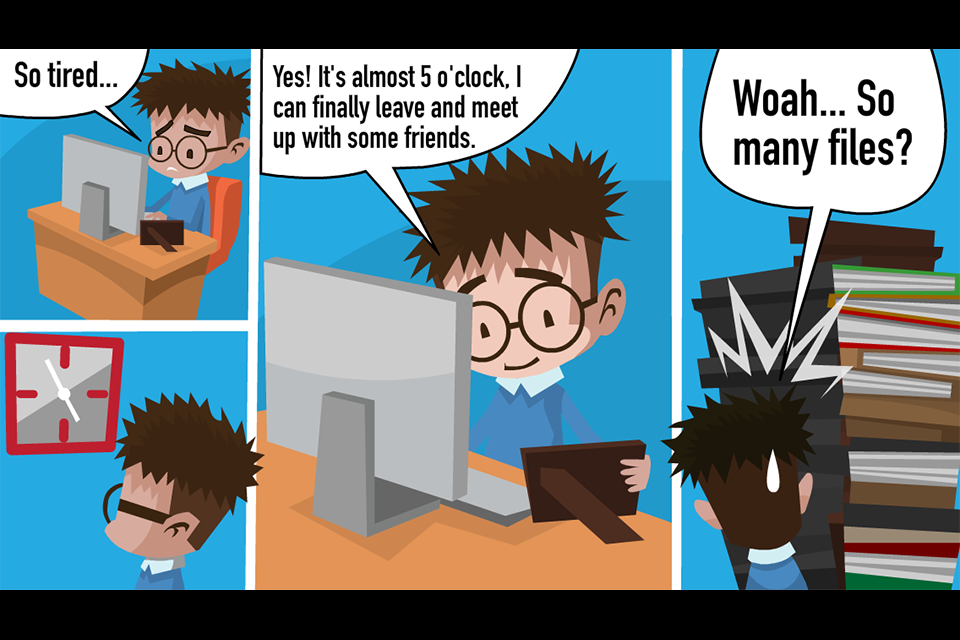 So tired...
Yes! It's almost 5 o'clock, I
can finally leave and meet
up with some friends.
Woah... So
many files?